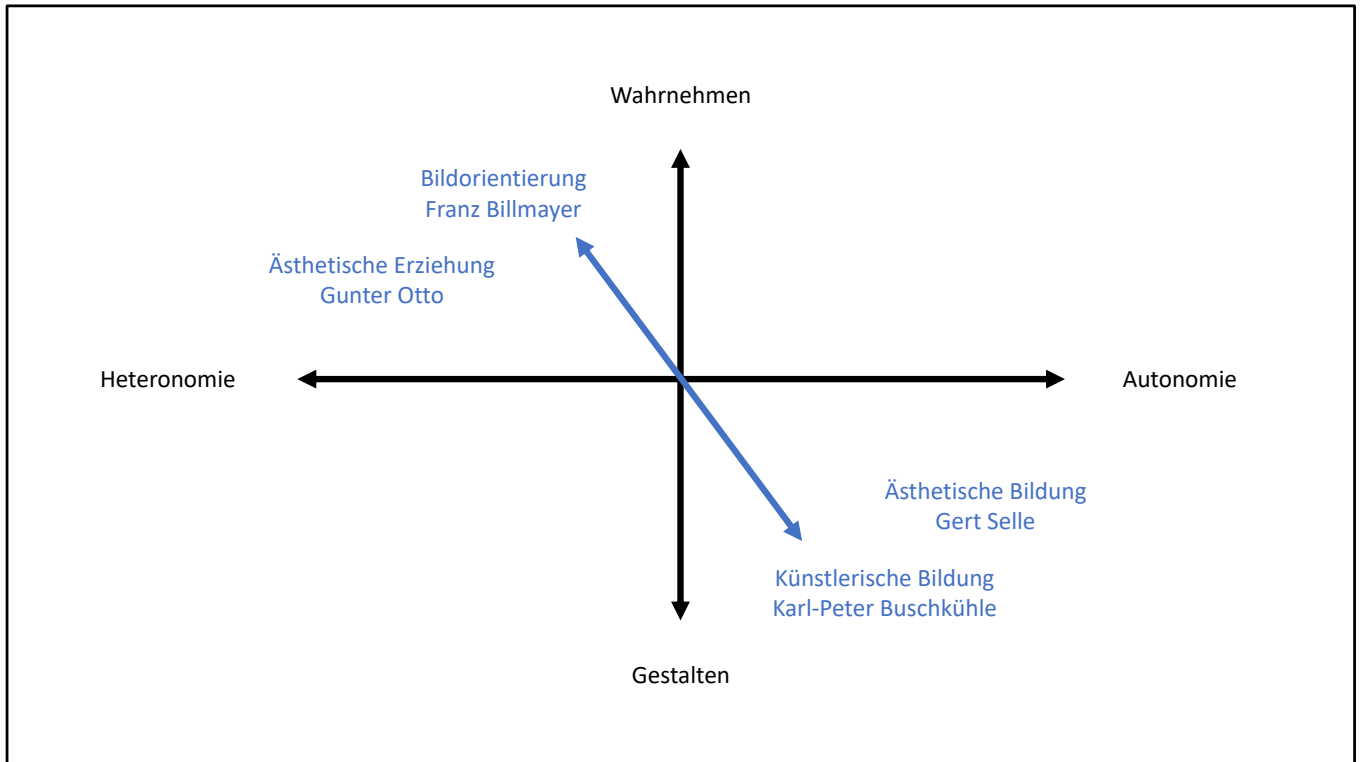 Wahrnehmen
Bildorientierung
Franz Billmayer
Ästhetische Erziehung
Gunter Otto
Heteronomie
Autonomie
Ästhetische Bildung
Gert Selle
Künstlerische Bildung
Karl-Peter Buschkühle
Gestalten